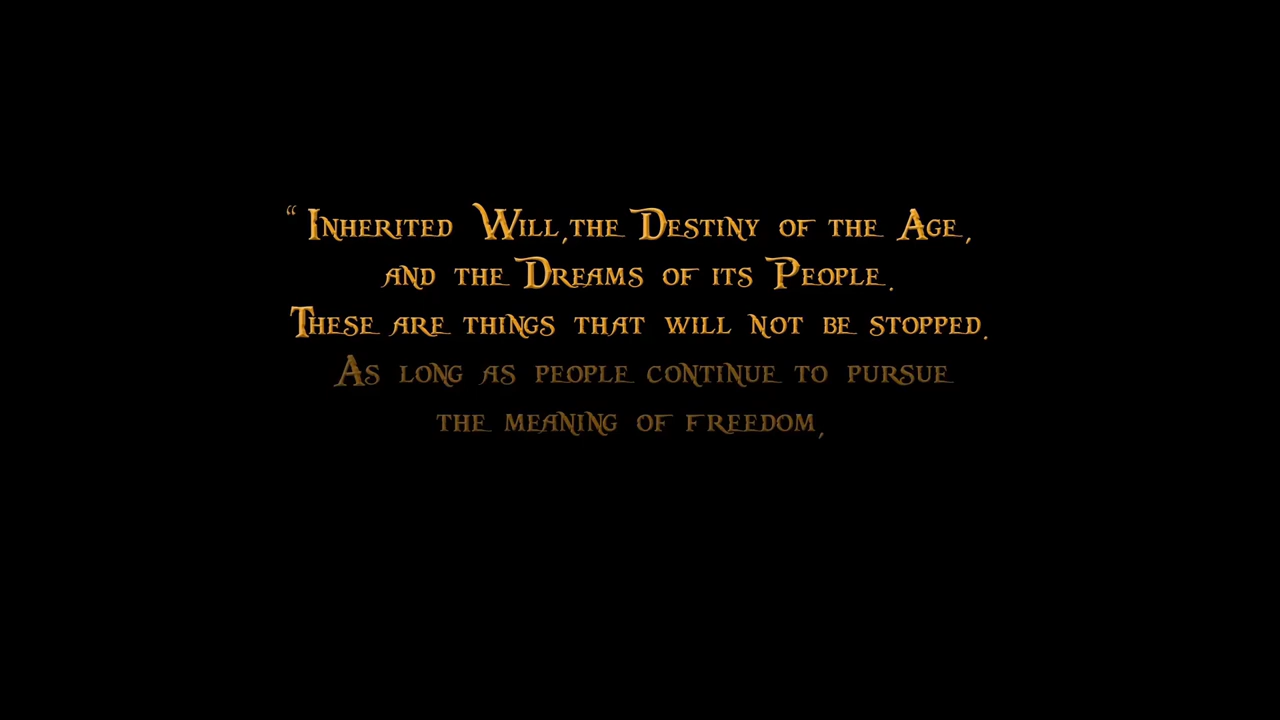 “ Inherited Will,the Destiny of the Age,
and the Dreams of its People.
These are things that will not be stopped.
As long as people continue to pursue
the meaning of freedom,